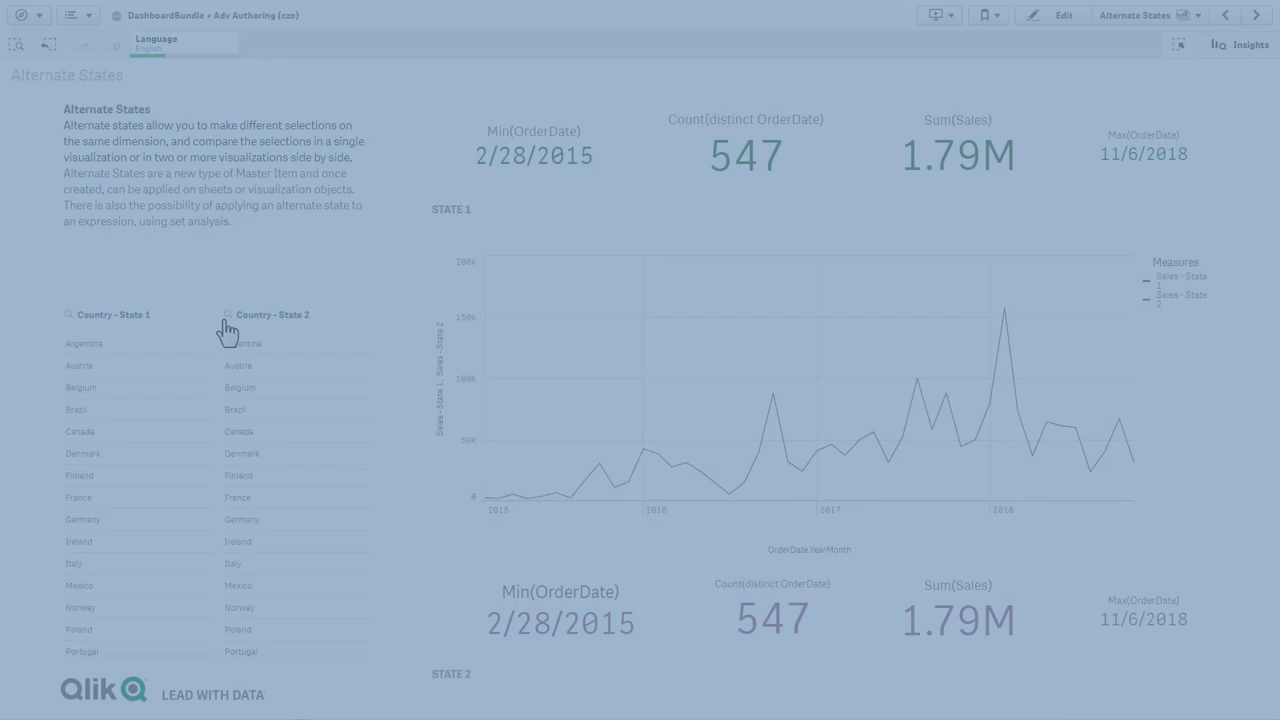 DashboardBundle + Adv Authoring (czo)
Edit
Alternate States
Language
English
Insights
Alternate States
Alternate States
Alternate states allow you to make different selections on
the same dimension, and compare the selections in a single
visualization or in two or more visualizations side by side.
Alternate States are a new type of Master Item and once
created, can be applied on sheets or visualization objects.
There is also the possibility of applying an alternate state to
an expression, using set analysis.
Min(OrderDate)
2/28/2015
Count(distinct OrderDate)
547
Sum(Sales)
1.79M
Max(OrderDate)
11/6/2018
STATE 1
Country - State 1
Argentina
Austria
Belgium
Brazil
Canada
Denmark
Finland
France
Germany
Ireland
Italy
Mexico
Norway
Poland
Portugal
Country - State 2
entina
Austria
Belgium
Brazil
Canada
Denmark
Finland
France
Germany
Ireland
Italy
Mexico
Norway
Poland
Portugal
Sales - State 1, Sales - State 2
200k
150k
100k
50k
0
2015
2016
2017
2018
OrderDate.YearMonth
Measures
Sales - State
1
Sales - State
2
Min(OrderDate)
2/28/2015
Count(distinct OrderDate)
547
Sum(Sales)
1.79M
Max(OrderDate)
11/6/2018
STATE 2
Qlik
LEAD WITH DATA